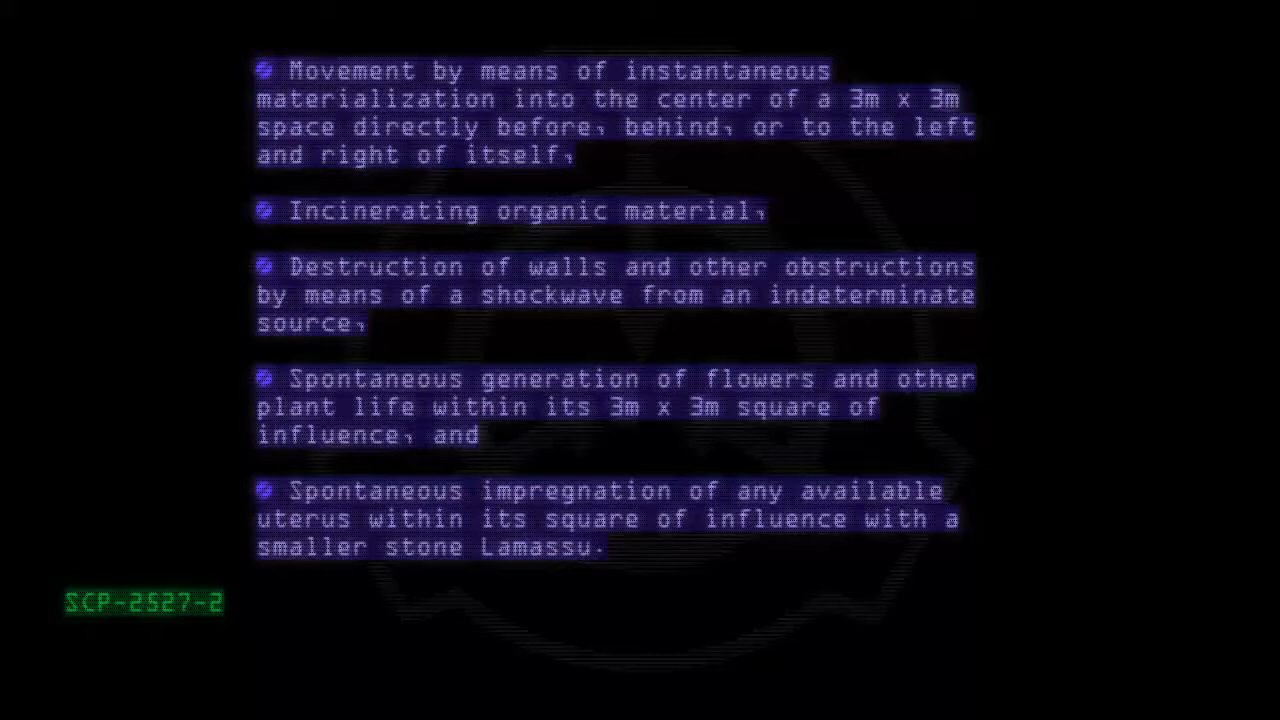 ● Movement by means of instantaneous
materialization into the center of a 3m x 3m
space directly before, behind, or to the left
and right of itself,
● Incinerating organic material,
● Destruction of walls and other obstructions
by means of a shockwave from an indeterminate
source,
● Spontaneous generation of flowers and other
plant life within its 3m x 3m square of
influence, and
● Spontaneous impregnation of any available
uterus within its square of influence with a
smaller stone Lamassu.
SCP-2527-2